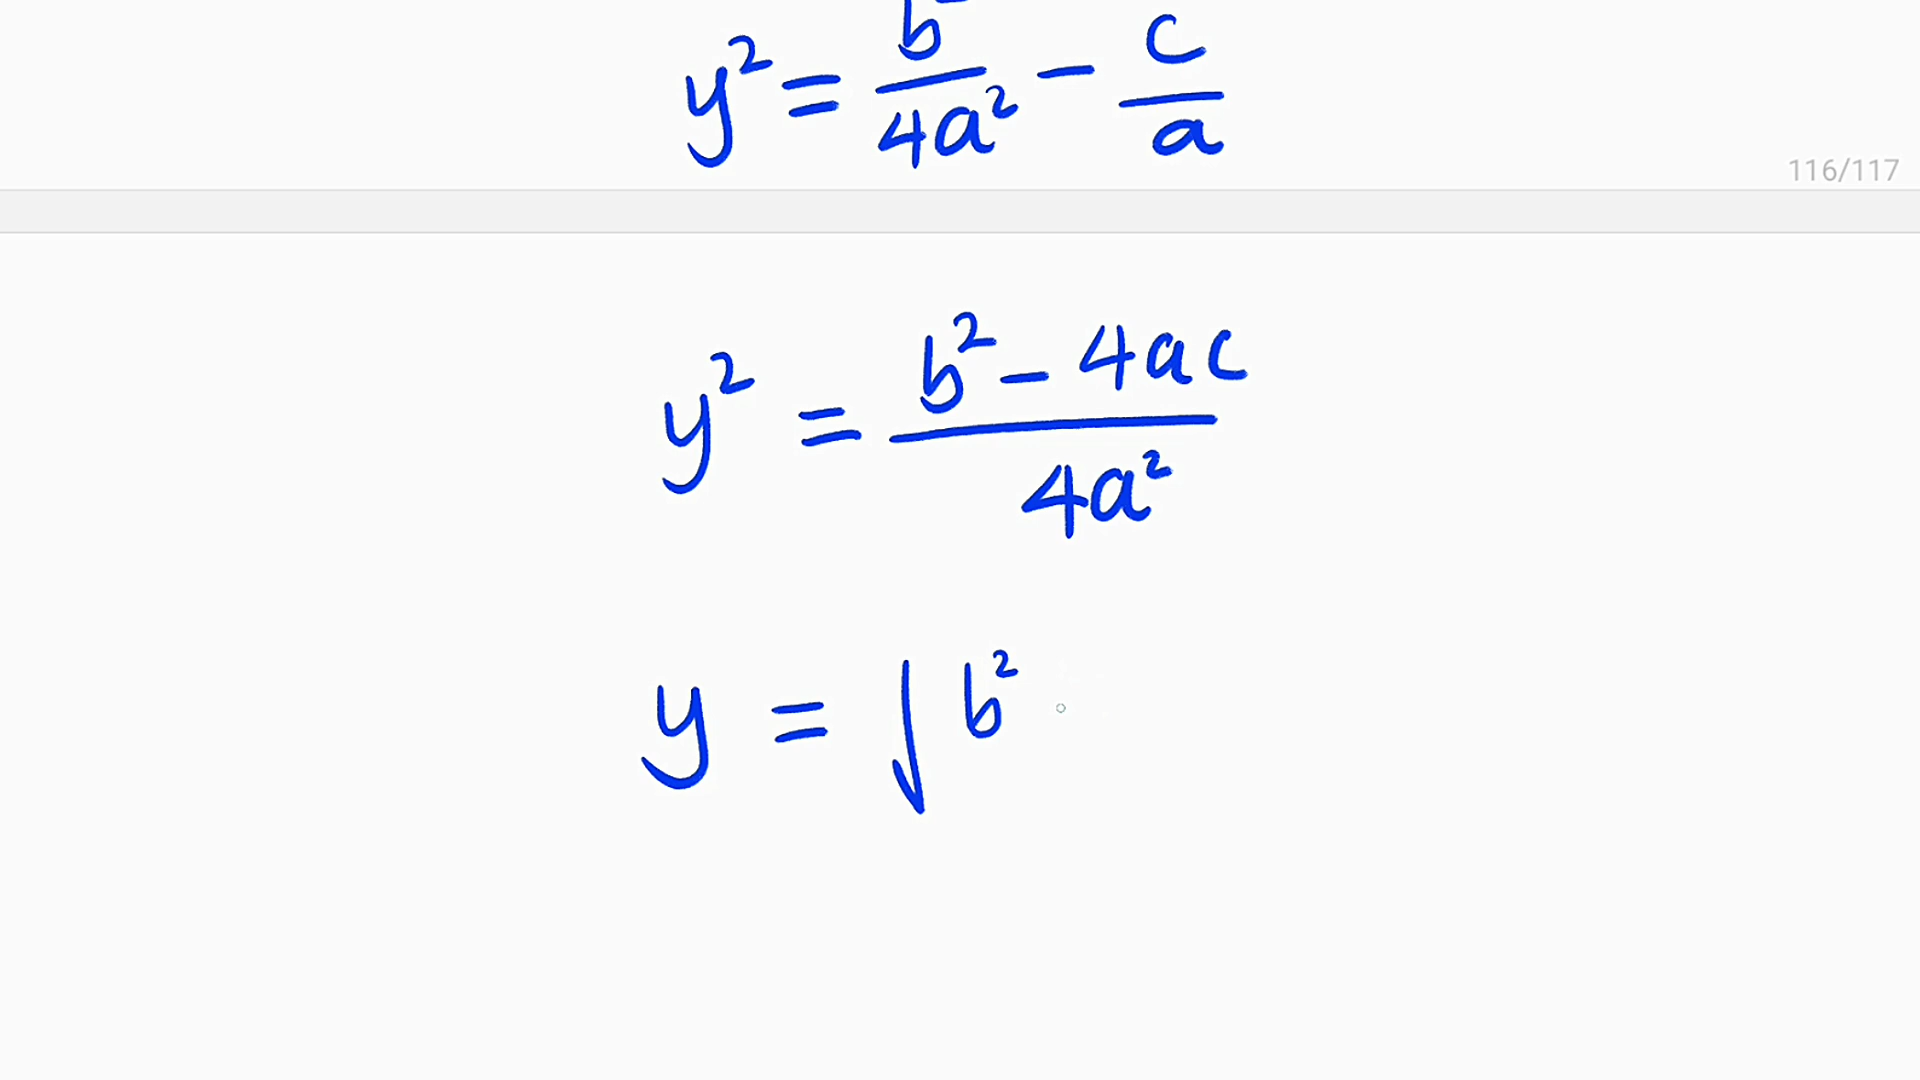 y² = b²/4a² - c/a
116/117
y² = b² - 4ac / 4a²
y = √ b²